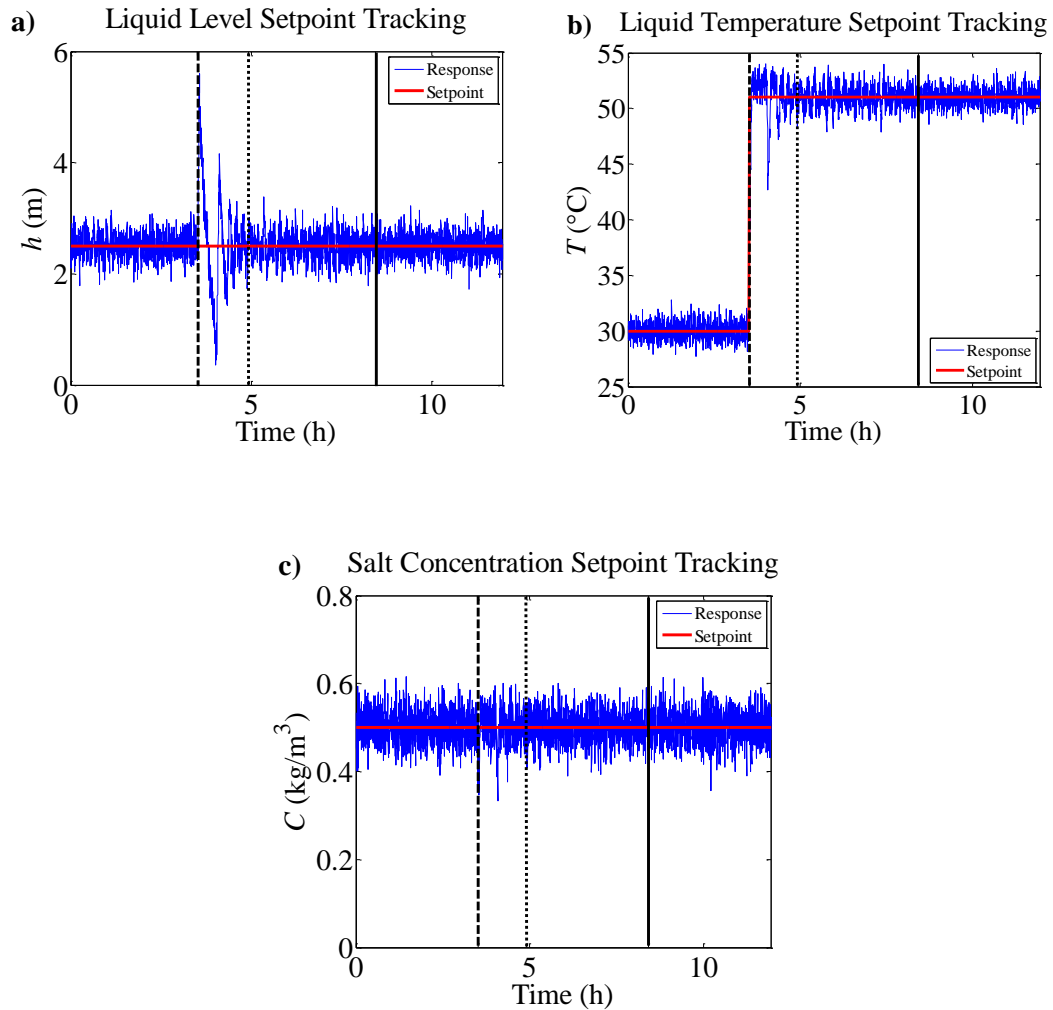 a) Liquid Level Setpoint Tracking
6
4
2
0
h (m)
Response
Setpoint
0 5 10
Time (h)
b) Liquid Temperature Setpoint Tracking
55
50
45
40
35
30
25
T (°C)
Response
Setpoint
0 5 10
Time (h)
c) Salt Concentration Setpoint Tracking
0.8
0.6
0.4
0.2
0
C (kg/m³)
Response
Setpoint
0 5 10
Time (h)